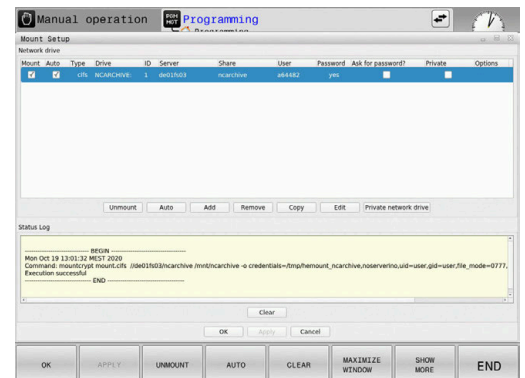 Manual operation
PGM
MGT
Programming
Programming
Mount Setup
Network drive
Mount Auto Type Drive ID Server Share User Password Ask for password? Private Options
cifs NCARCHIVE: 1 de01fs03 ncarchive a64482 yes
Unmount Auto Add Remove Copy Edit Private network drive
Status Log
---------------------- BEGIN ----------------------
Mon Oct 19 13:01:32 MEST 2020
Command: mountcrypt mount.cifs //de01fs03/ncarchive /mnt/ncarchive -o credentials=/tmp/hemount_ncarchive,noserverino,uid=user,gid=user,file_mode=0777,
Execution successful
---------------------- END ----------------------
Clear
OK Apply Cancel
OK APPLY UNMOUNT AUTO CLEAR MAXIMIZE WINDOW SHOW MORE END